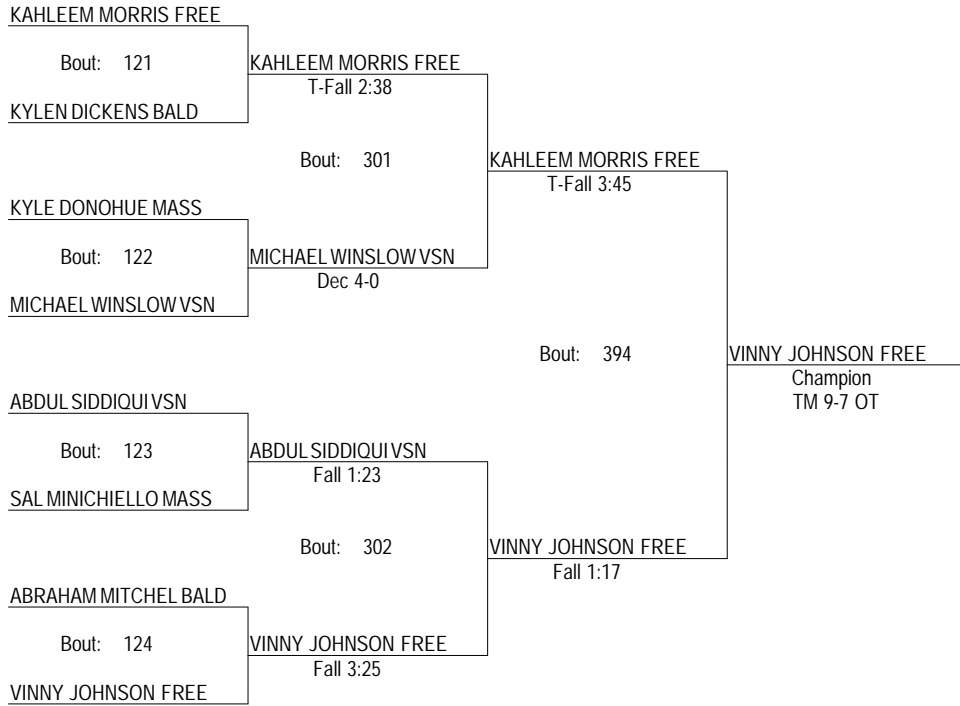 KAHLEEM MORRIS FREE
Bout: 121
KAHLEEM MORRIS FREE
T-Fall 2:38
KYLEN DICKENS BALD
Bout: 301
KAHLEEM MORRIS FREE
T-Fall 3:45
KYLE DONOHUE MASS
Bout: 122
MICHAEL WINSLOW VSN
Dec 4-0
MICHAEL WINSLOW VSN
Bout: 394
VINNY JOHNSON FREE
Champion
TM 9-7 OT
ABDUL SIDDIQUI VSN
Bout: 123
ABDUL SIDDIQUI VSN
Fall 1:23
SAL MINICHIELLO MASS
Bout: 302
VINNY JOHNSON FREE
Fall 1:17
ABRAHAM MITCHEL BALD
Bout: 124
VINNY JOHNSON FREE
Fall 3:25
VINNY JOHNSON FREE